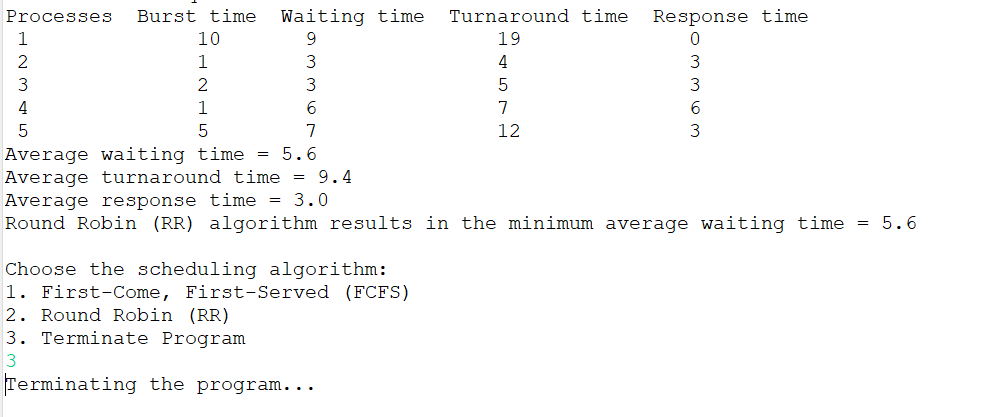 Processes Burst time Waiting time Turnaround time Response time
1 10 9 19 0
2 1 3 4 3
3 2 3 5 3
4 1 6 7 6
5 5 7 12 3
Average waiting time = 5.6
Average turnaround time = 9.4
Average response time = 3.0
Round Robin (RR) algorithm results in the minimum average waiting time = 5.6
Choose the scheduling algorithm:
1. First-Come, First-Served (FCFS)
2. Round Robin (RR)
3. Terminate Program
3
Terminating the program...